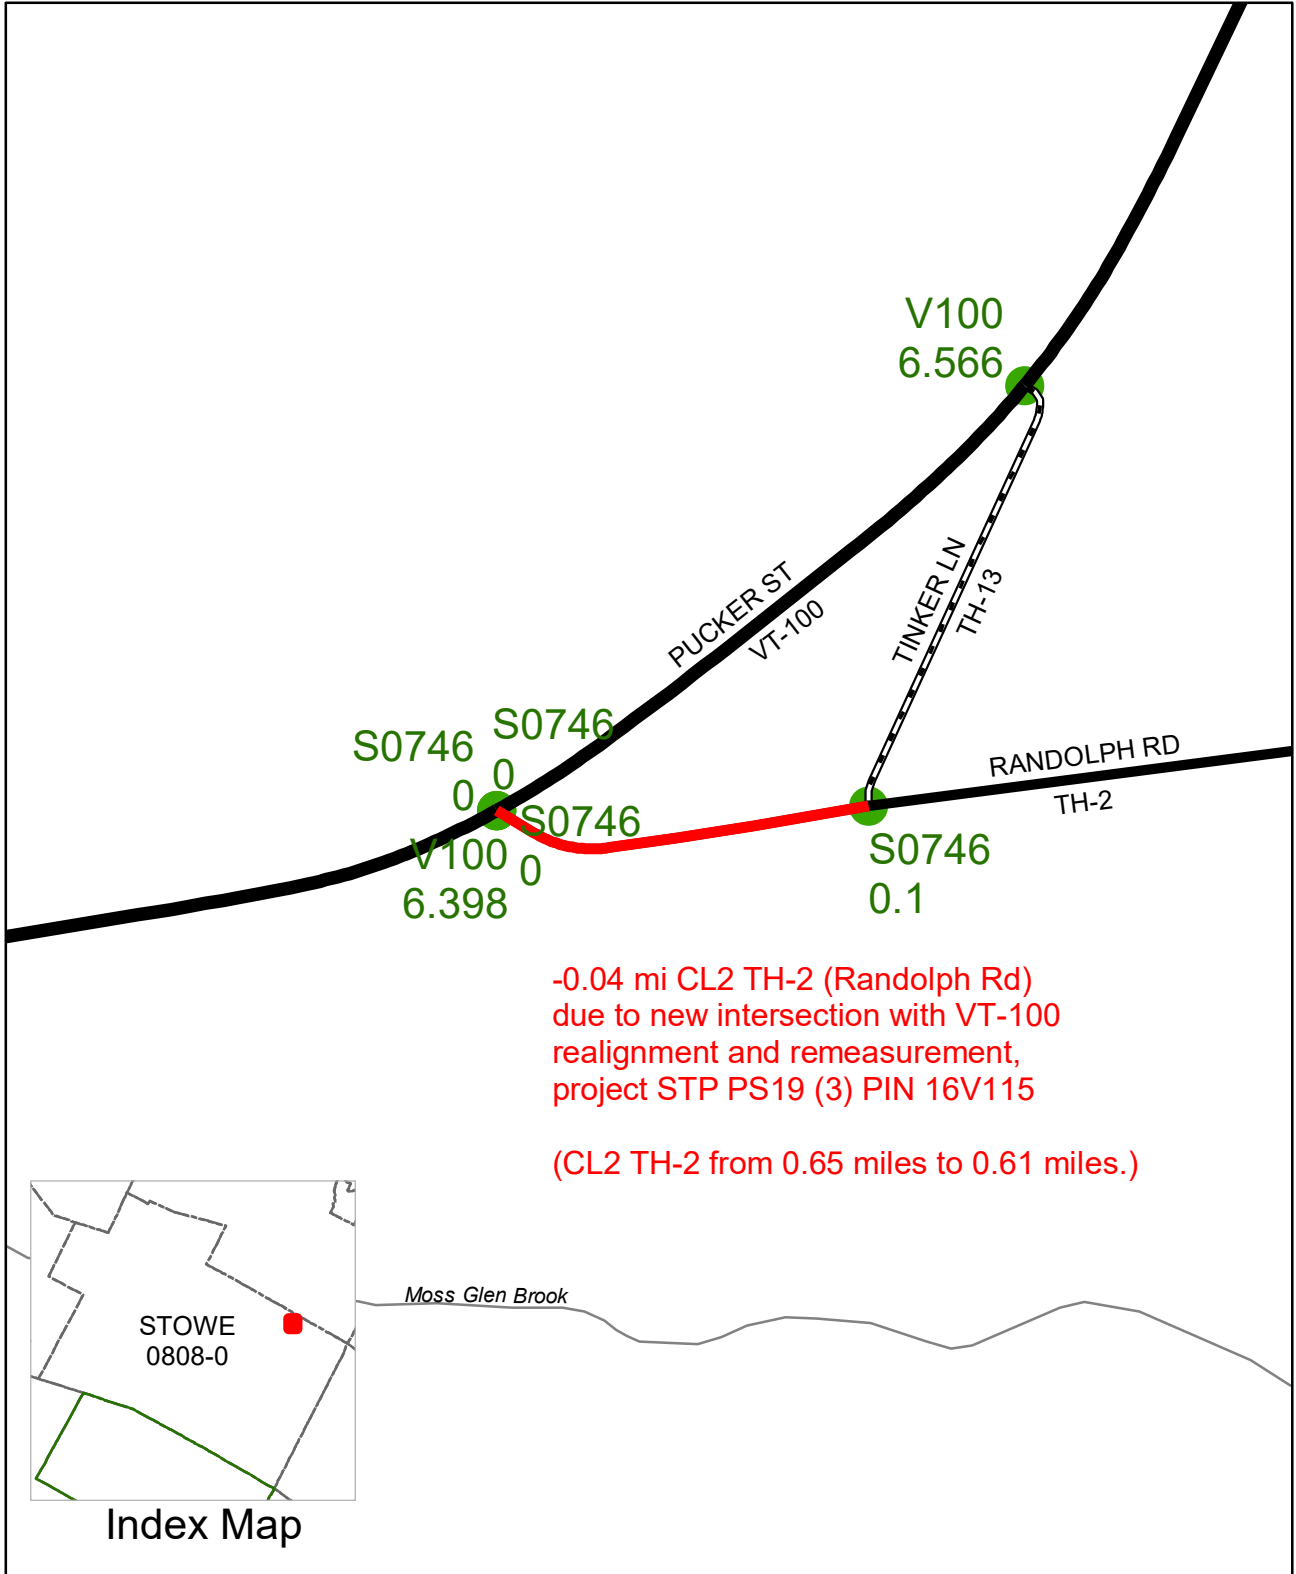 V100
6.566
PUCKER ST
VT-100
TINKER LN
TH-13
S0746
0
S0746
0
S0746
0
V100
6.398
RANDOLPH RD
TH-2
S0746
0.1
-0.04 mi CL2 TH-2 (Randolph Rd)
due to new intersection with VT-100
realignment and remeasurement,
project STP PS19 (3) PIN 16V115
(CL2 TH-2 from 0.65 miles to 0.61 miles.)
Moss Glen Brook
STOWE
0808-0
Index Map